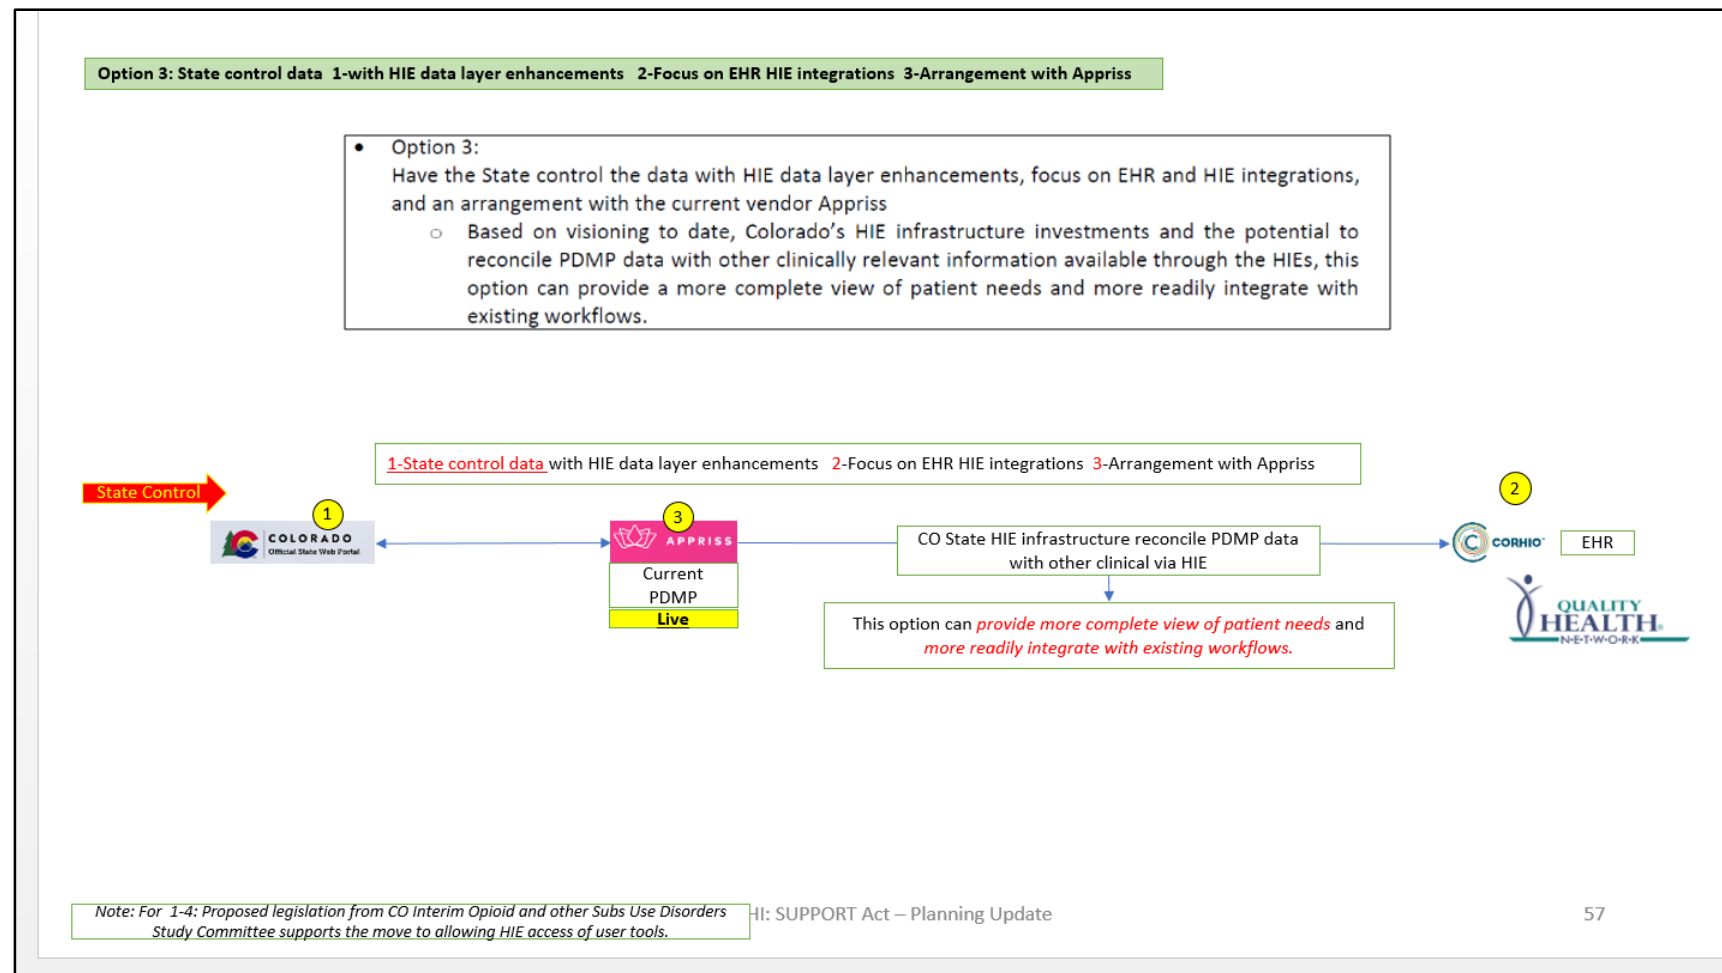 Option 3: State control data 1-with HIE data layer enhancements 2-Focus on EHR HIE integrations 3-Arrangement with Appriss
• Option 3:
Have the State control the data with HIE data layer enhancements, focus on EHR and HIE integrations,
and an arrangement with the current vendor Appriss
o Based on visioning to date, Colorado's HIE infrastructure investments and the potential to
reconcile PDMP data with other clinically relevant information available through the HIEs, this
option can provide a more complete view of patient needs and more readily integrate with
existing workflows.
1-State control data with HIE data layer enhancements 2-Focus on EHR HIE integrations 3-Arrangement with Appriss
State Control
1
COLORADO
Official State Web Portal
3
APPRISS
Current
PDMP
Live
CO State HIE infrastructure reconcile PDMP data
with other clinical via HIE
This option can provide more complete view of patient needs and
more readily integrate with existing workflows.
2
CORHIO
EHR
QUALITY
HEALTH
N·E·T·W·O·R·K
Note: For 1-4: Proposed legislation from CO Interim Opioid and other Subs Use Disorders
Study Committee supports the move to allowing HIE access of user tools.
HI: SUPPORT Act – Planning Update
57